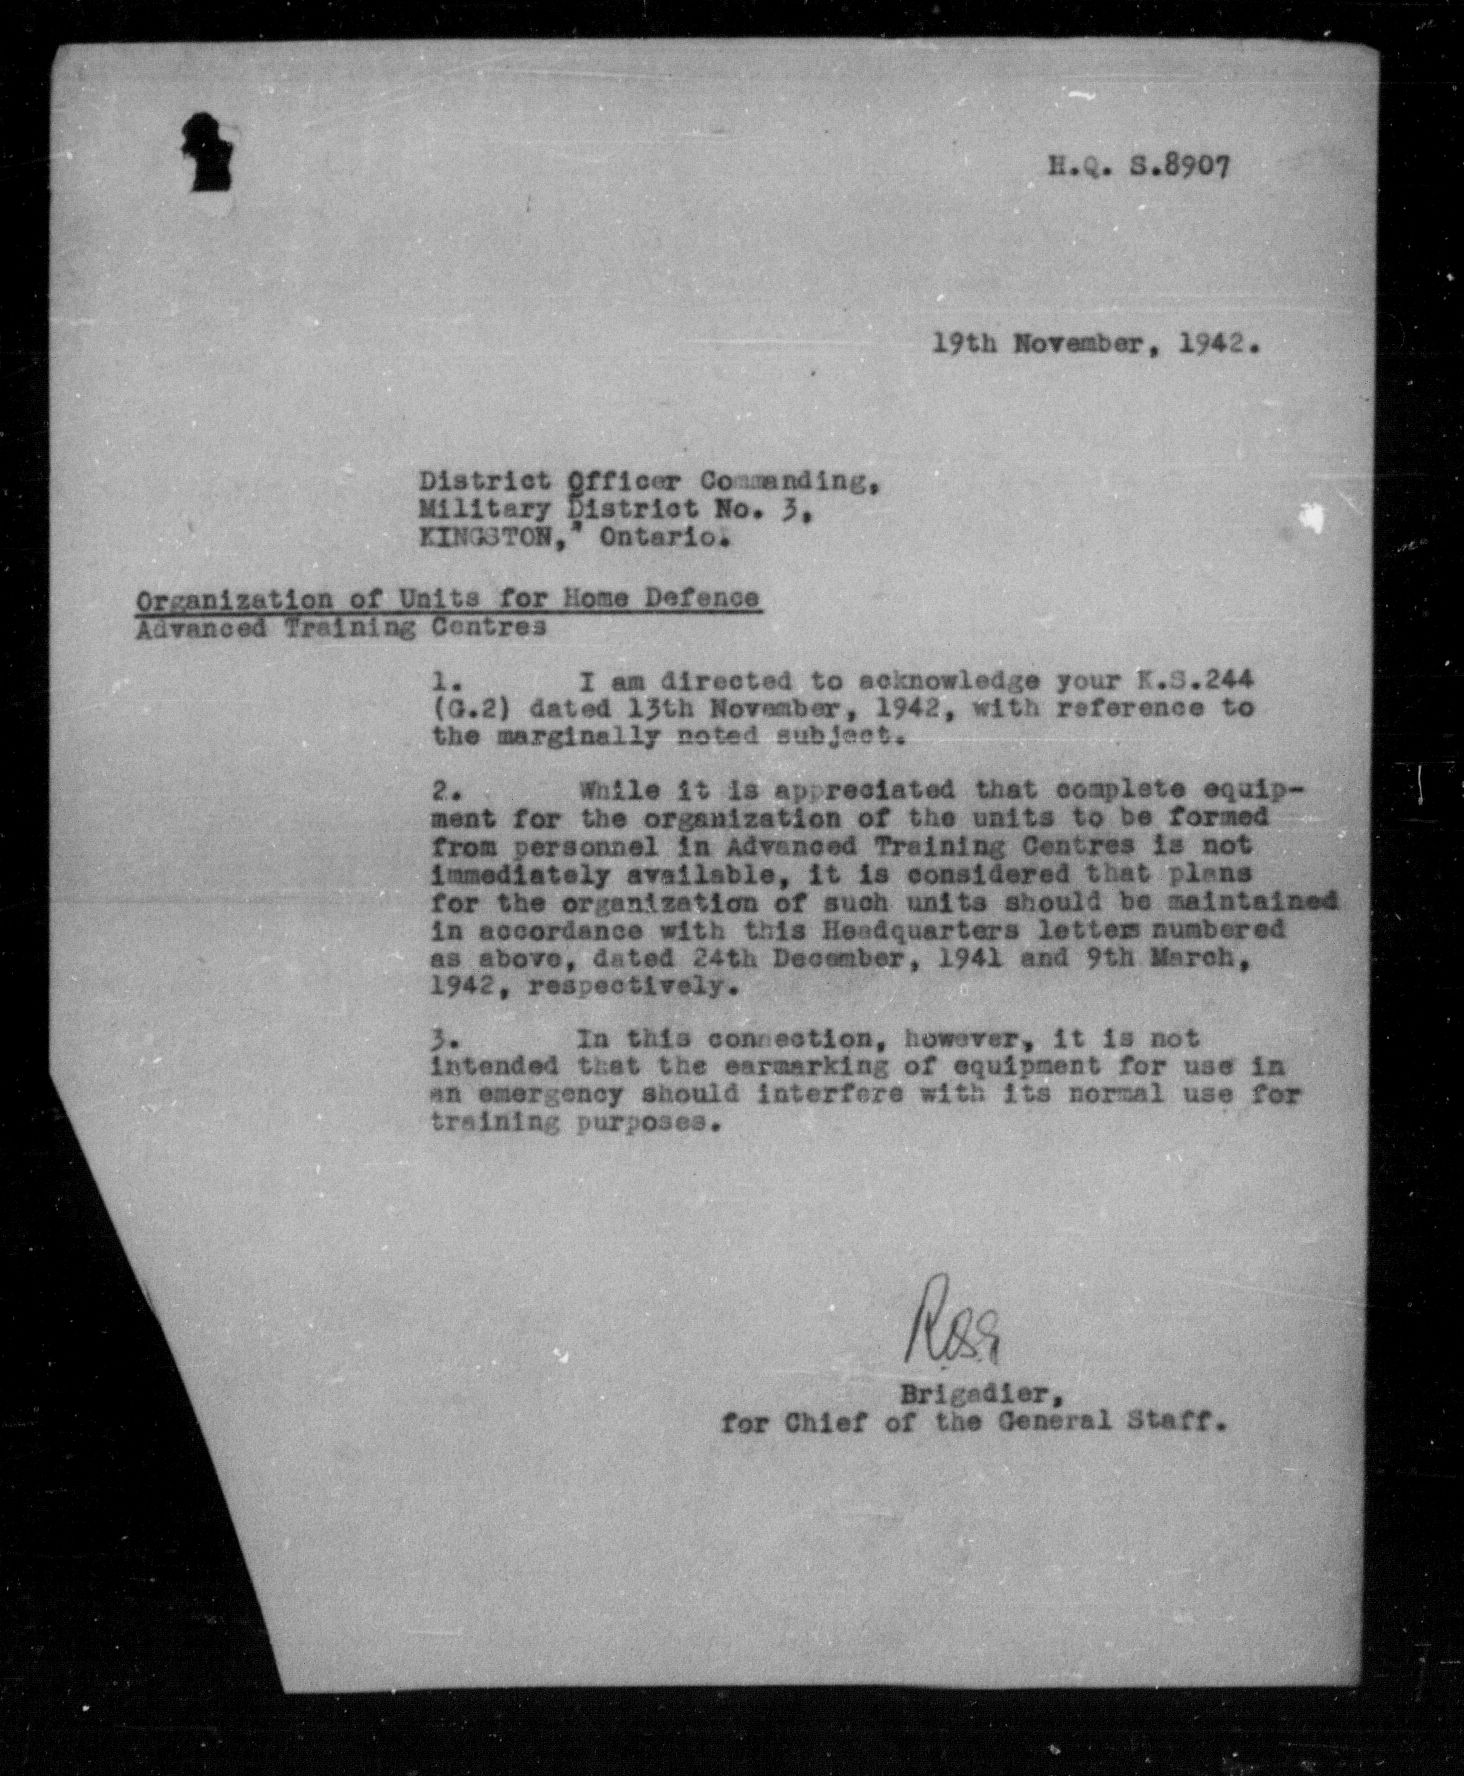 H.Q. S.8907
19th November, 1942.
District Officer Commanding,
Military District No. 3,
KINGSTON," Ontario.
Organization of Units for Home Defence
Advanced Training Centres
1. I am directed to acknowledge your K.S.244
(G.2) dated 13th November, 1942, with reference to
the marginally noted subject.
2. While it is appreciated that complete equip-
ment for the organization of the units to be formed
from personnel in Advanced Training Centres is not
immediately available, it is considered that plans
for the organization of such units should be maintained
in accordance with this Headquarters letters numbered
as above, dated 24th December, 1941 and 9th March,
1942, respectively.
3. In this connection, however, it is not
intended that the earmarking of equipment for use in
an emergency should interfere with its normal use for
training purposes.
Brigadier,
for Chief of the General Staff.